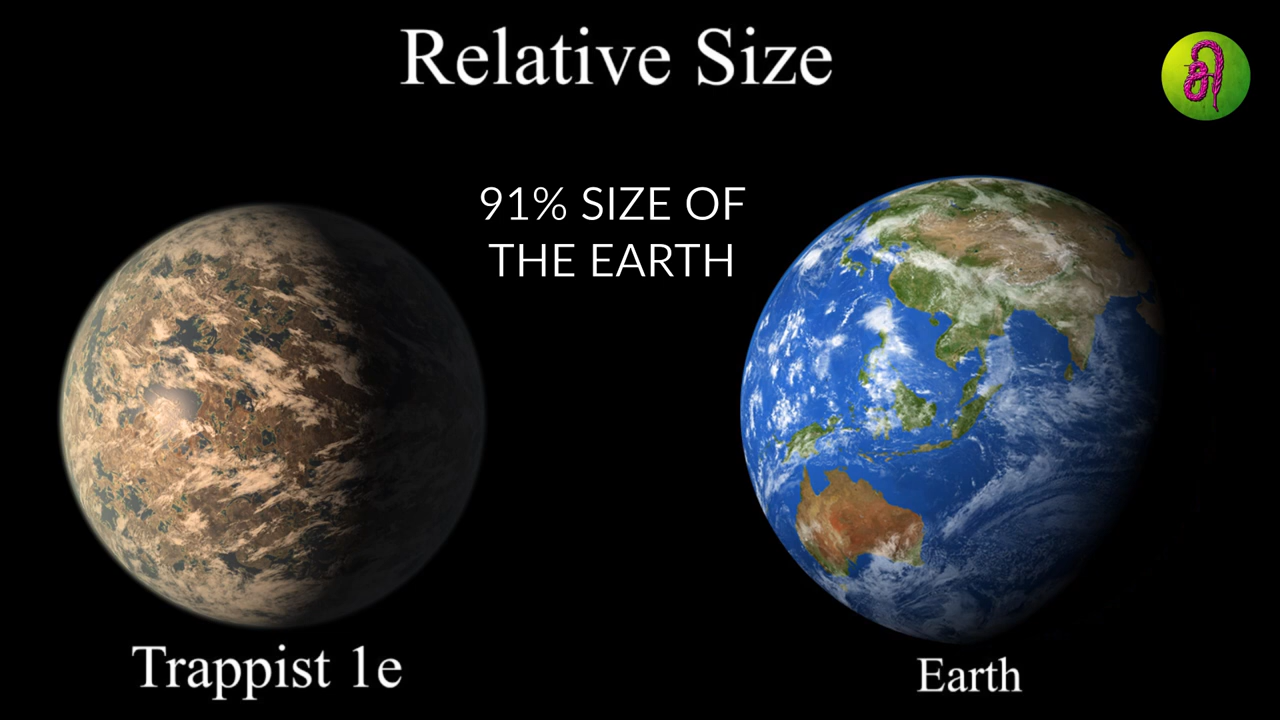 Relative Size
91% SIZE OF
THE EARTH
Trappist 1e
Earth